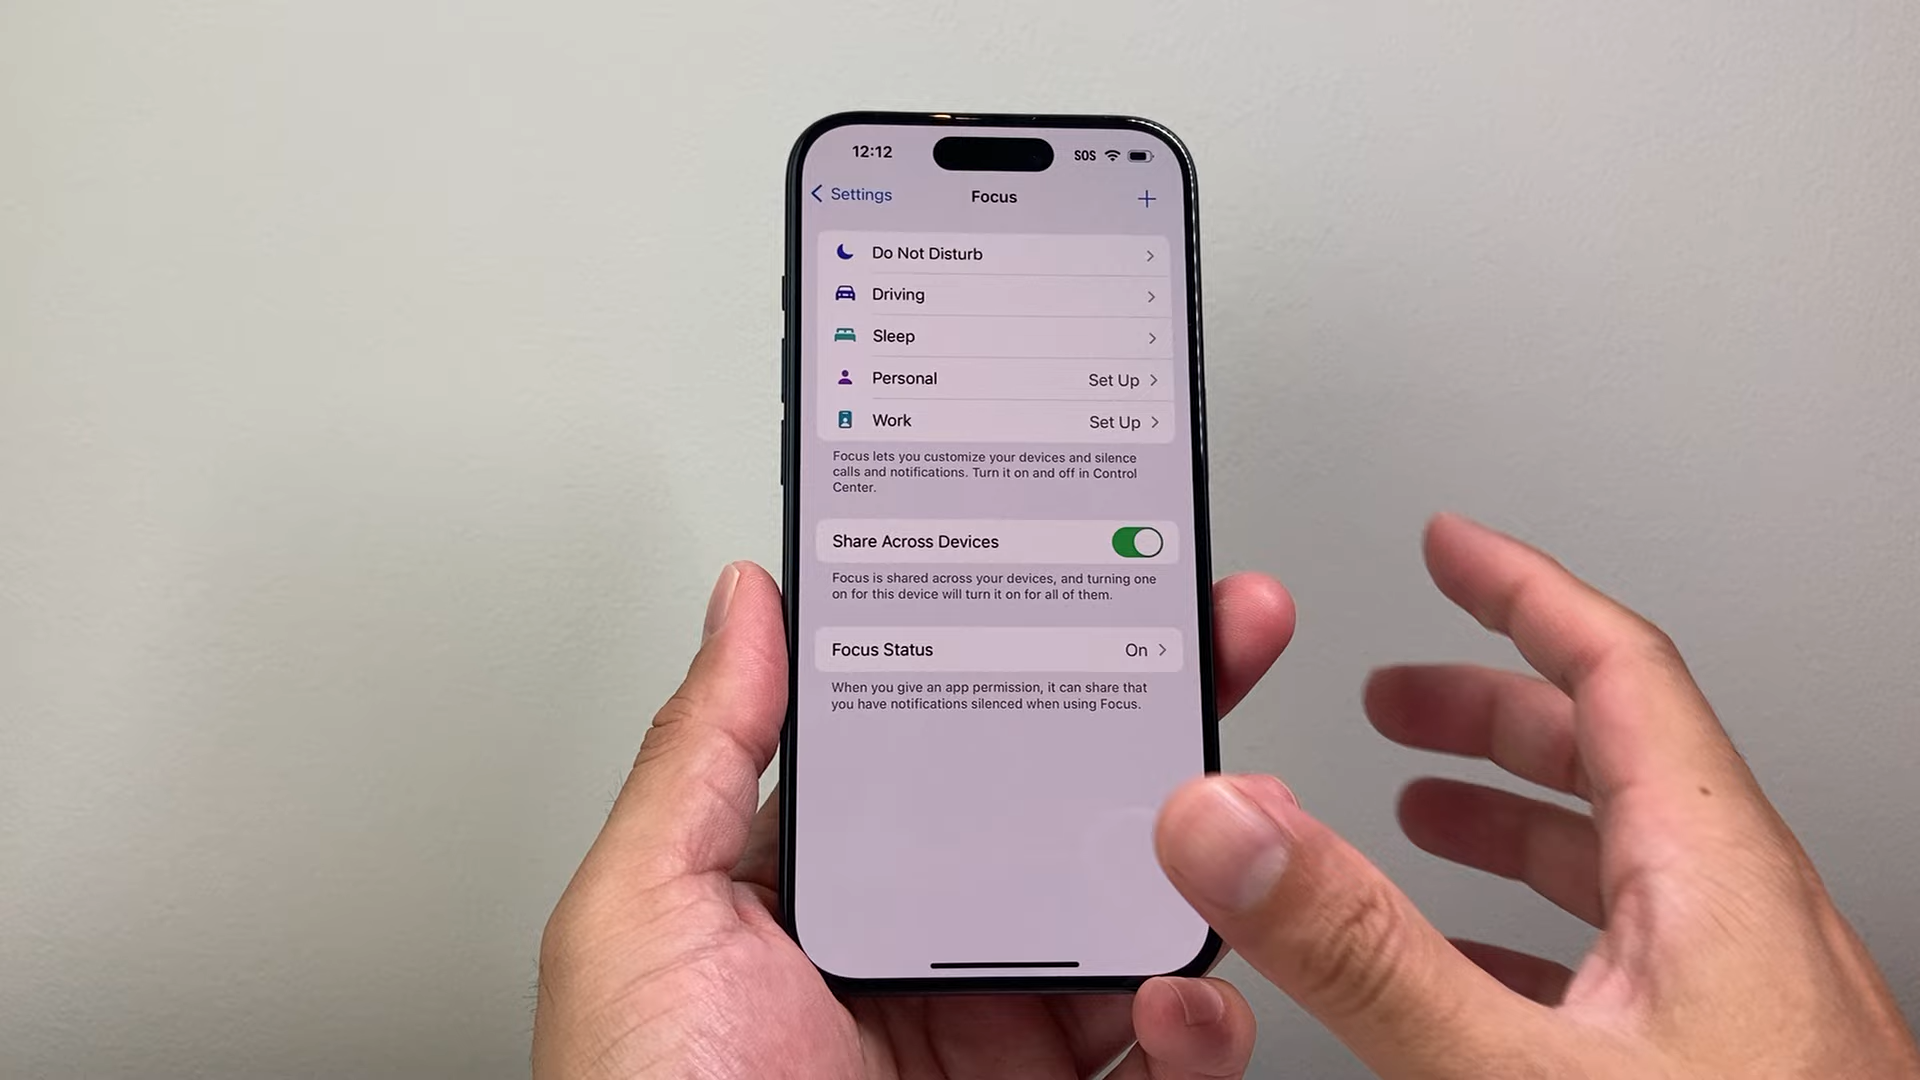 12:12
SOS
Settings
Focus
Do Not Disturb
Driving
Sleep
Personal
Set Up
Work
Set Up
Focus lets you customize your devices and silence
calls and notifications. Turn it on and off in Control
Center.
Share Across Devices
Focus is shared across your devices, and turning one
on for this device will turn it on for all of them.
Focus Status
On
When you give an app permission, it can share that
you have notifications silenced when using Focus.